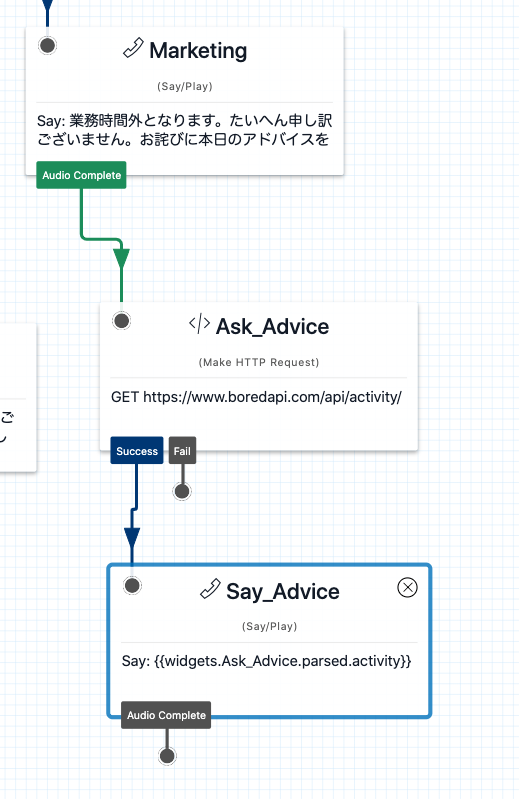 Marketing
(Say/Play)
Say: 業務時間外となります。たいへん申し訳
ございません。お詫びに本日のアドバイスを
Audio Complete
Ask_Advice
(Make HTTP Request)
GET https://www.boredapi.com/api/activity/
ご
し
Success
Fail
Say_Advice
(Say/Play)
Say: {{widgets.Ask_Advice.parsed.activity}}
Audio Complete